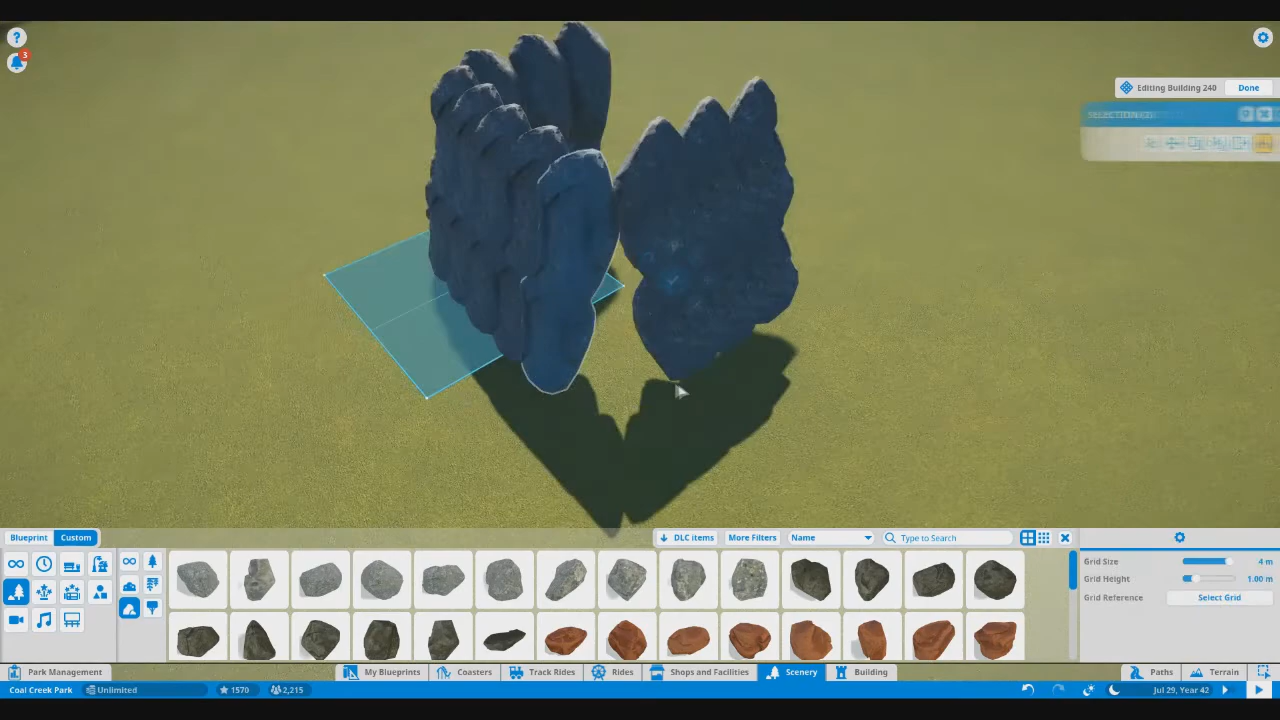 ?
3
Editing Building 240
Done
Blueprint
Custom
DLC items
More Filters
Name
Type to Search
Grid Size
4 m
Grid Height
1.00 m
Grid Reference
Select Grid
Park Management
My Blueprints
Coasters
Track Rides
Rides
Shops and Facilities
Scenery
Building
Paths
Terrain
Coal Creek Park
Unlimited
1570
2,215
Jul 29, Year 42